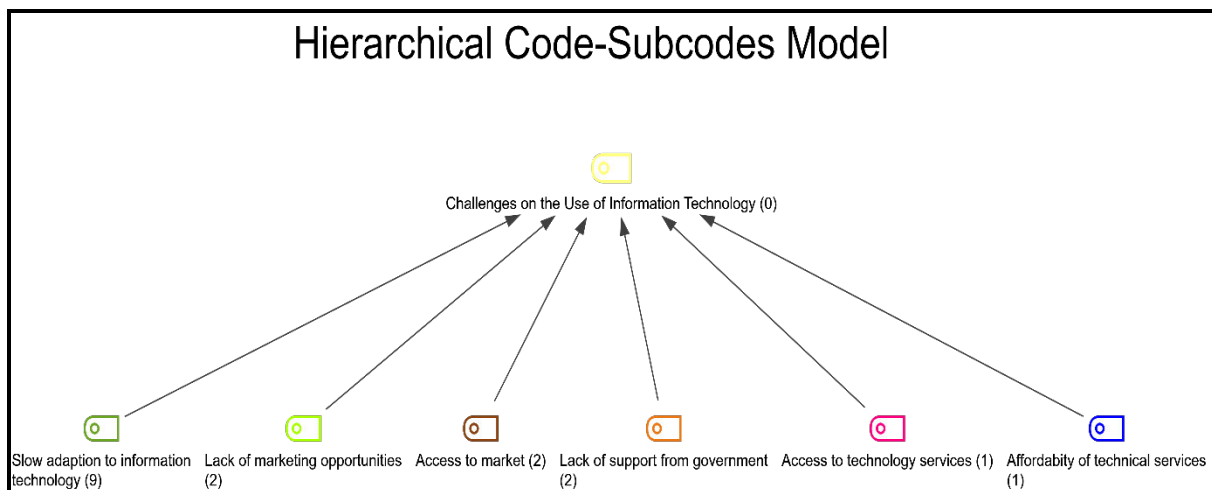 Hierarchical Code-Subcodes Model
Challenges on the Use of Information Technology (0)
Slow adaption to information
technology (9)
Lack of marketing opportunities
(2)
Access to market (2)
Lack of support from government
(2)
Access to technology services (1)
Affordabity of technical services
(1)